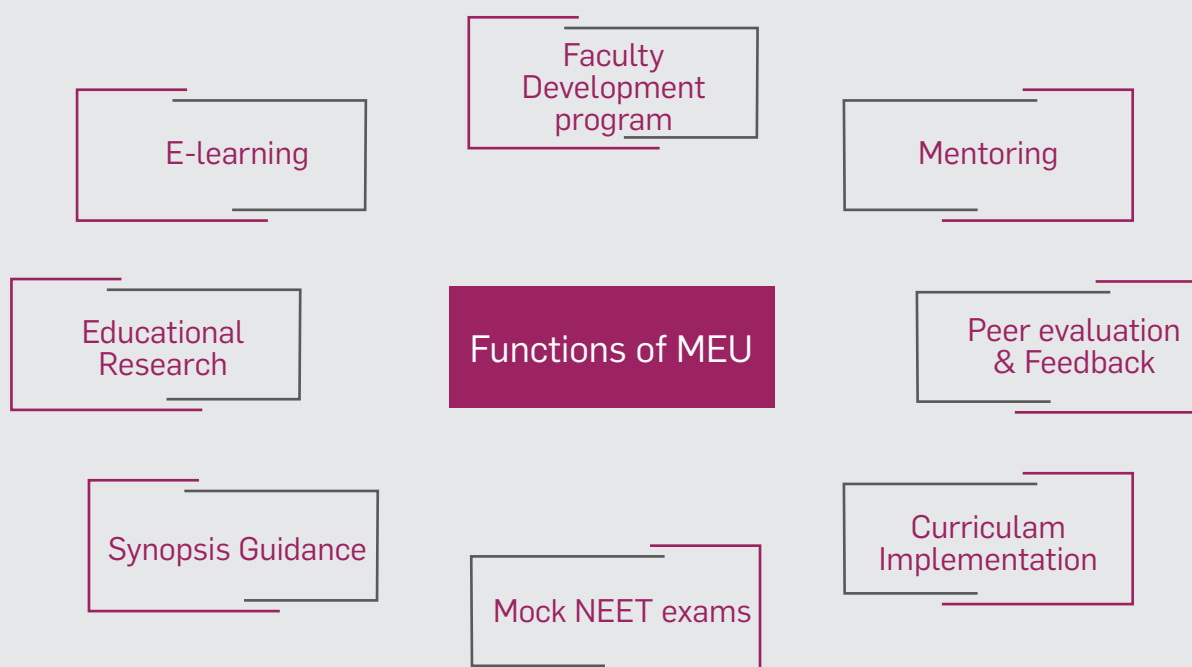 Faculty
Development
program
E-learning
Mentoring
Educational
Research
Functions of MEU
Peer evaluation
& Feedback
Synopsis Guidance
Curriculam
Implementation
Mock NEET exams